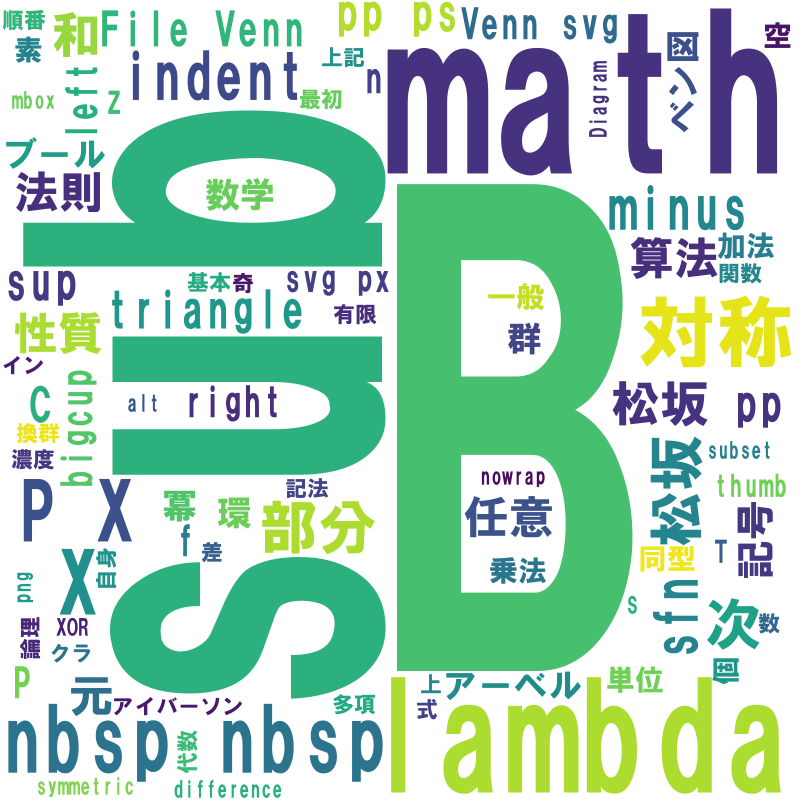 順番
素
和
File Venn
pp ps
Venn svg
空
mbox
left
Z
indent
上記
最初
n
math
Diagram
ベン図
ブール
法則
数学
sub
B
minus
算法
加法
関数
sup
基本
奇
svg px
triangle
有限
性質
一般
群
対称
イン
C
bigcup
alt
right
換群
濃度
松坂 pp
松坂
subset
nowrap
thumb
P X
冪
環
記法
部分
任意
記号
f
差
乗法
同型
T
X
自身
png
sfn
s
次
数
論理
XOR
クラ
P
元
アイバーソン
多項
上
アーベル
単位
個
式
nbsp nbsp
代数
lambda
symmetric
difference